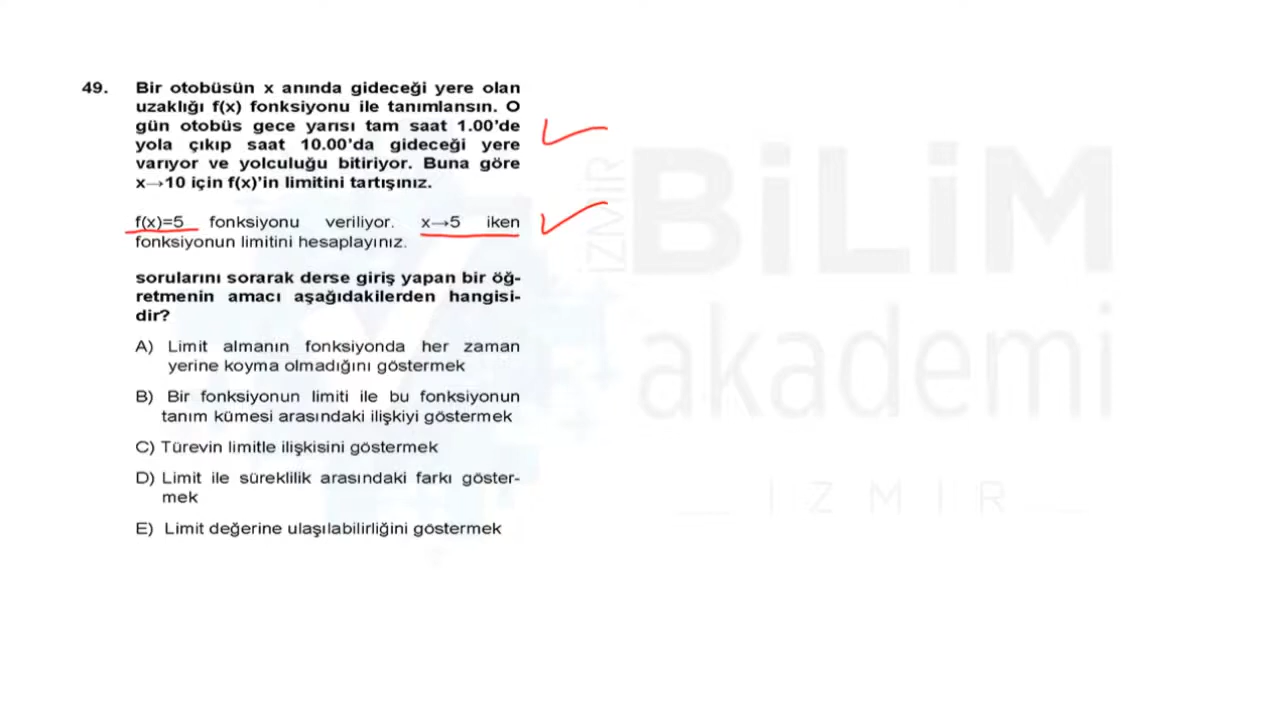 49. Bir otobüsün x anında gideceği yere olan
uzaklığı f(x) fonksiyonu ile tanımlansın. O
gün otobüs gece yarısı tam saat 1.00'de
yola çıkıp saat 10.00'da gideceği yere
varıyor ve yolculuğu bitiriyor. Buna göre
x→10 için f(x)'in limitini tartışınız.
f(x)=5 fonksiyonu veriliyor. x→5 iken
fonksiyonun limitini hesaplayınız.
sorularını sorarak derse giriş yapan bir öğ-
retmenin amacı aşağıdakilerden hangisi-
dir?
A) Limit almanın fonksiyonda her zaman
yerine koyma olmadığını göstermek
B) Bir fonksiyonun limiti ile bu fonksiyonun
tanım kümesi arasındaki ilişkiyi göstermek
C) Türevin limitle ilişkisini göstermek
D) Limit ile süreklilik arasındaki farkı göster-
mek
E) Limit değerine ulaşılabilirliğini göstermek
İZMİR
BİLİM
akademi
İZMİR